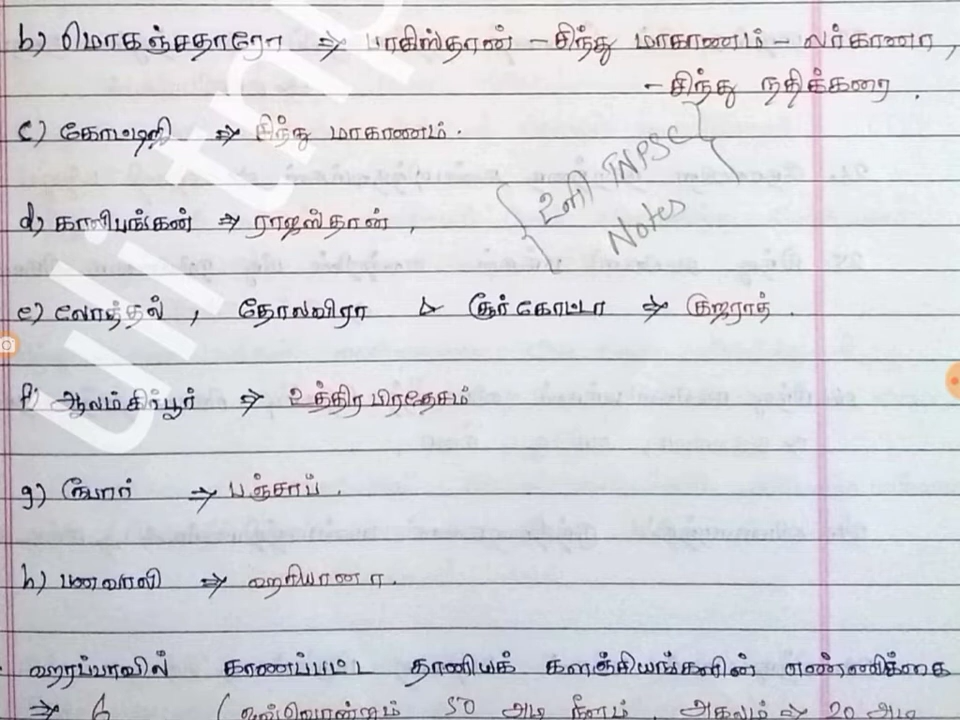 b) மொகஞ்சதாரோ ⇒ பாகிஸ்தான் - சிந்து மாகாணம் - லர்கானா,
- சிந்து நதிக்கரை.
c) கோட்டிஜி ⇒ சிந்து மாகாணம்.
{ உளி TNPSC Notes }
d) காலிபங்கன் ⇒ ராஜஸ்தான்,
e) லோத்தல், தோலவிரா & சூர்கோட்டா ⇒ குஜராத்.
f) ஆலம்கிர்பூர் ⇒ உத்திரபிரதேசம்
g) ரூபார் ⇒ பஞ்சாப்.
h) பனவாலி ⇒ ஹரியானா.
ஹரப்பாவில் காணப்பட்ட தானியக் களஞ்சியங்களின் எண்ணிக்கை
⇒ 6 (ஒவ்வொன்றும் 50 அடி நீளம், அகலம் ⇒ 20 அடி